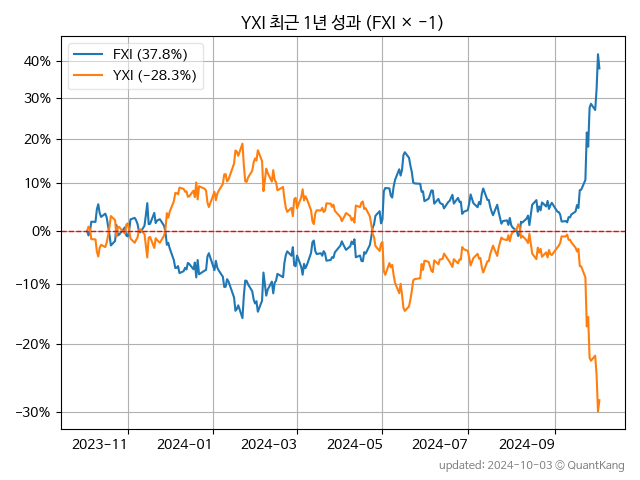 YXI 최근 1년 성과 (FXI × -1)
FXI (37.8%)
YXI (-28.3%)
40%
30%
20%
10%
0%
-10%
-20%
-30%
2023-11 2024-01 2024-03 2024-05 2024-07 2024-09
updated: 2024-10-03 ⓒ QuantKang